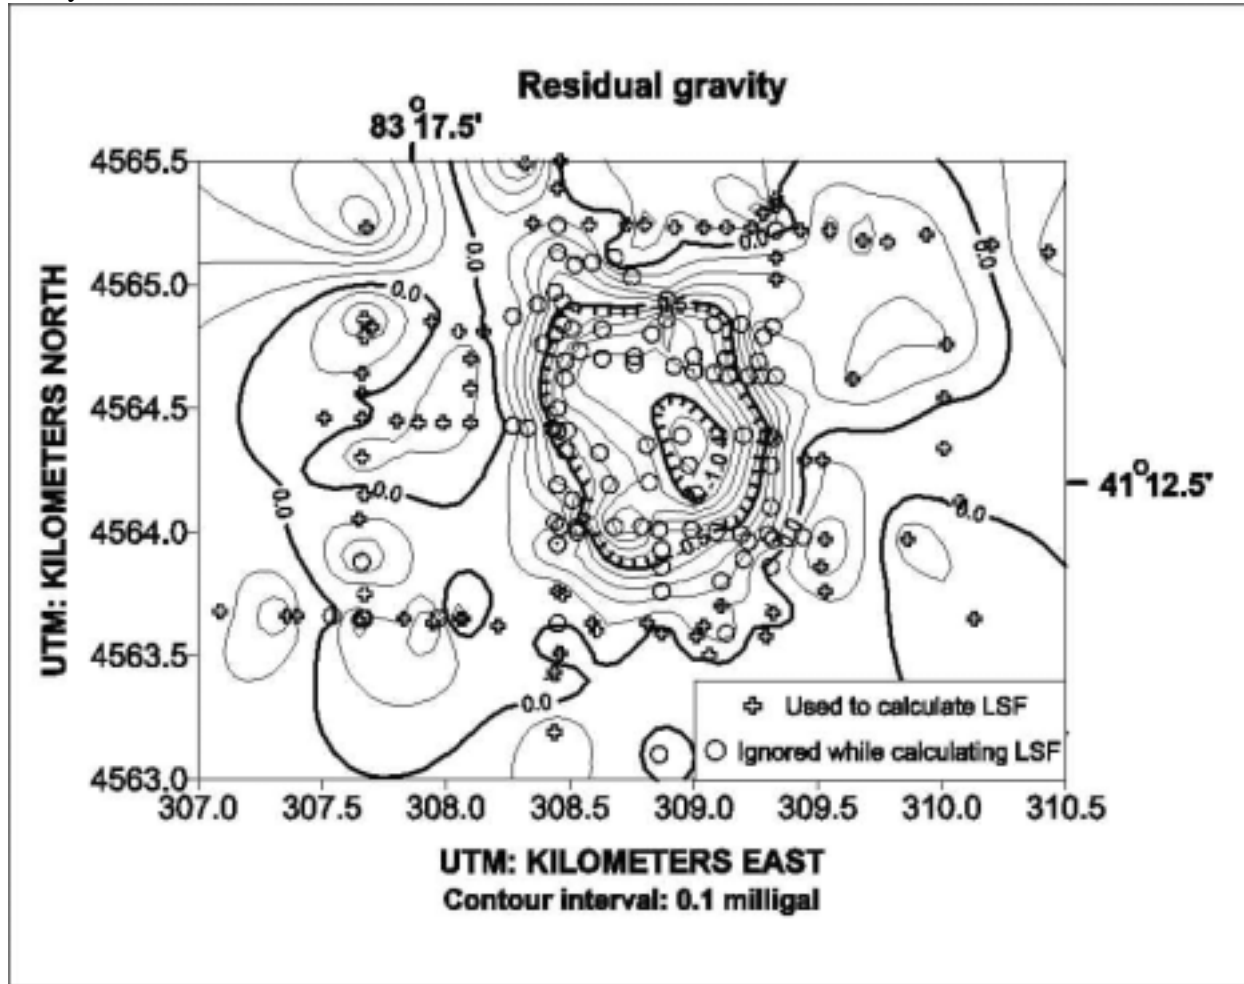 Residual gravity
83°17.5'
4565.5
4565.0
4564.5
4564.0
4563.5
4563.0
UTM: KILOMETERS NORTH
0.0
0.0
0.0
0.0
0.0
0.0
0.0
0.0
-1.0
41°12.5'
Used to calculate LSF
Ignored while calculating LSF
307.0 307.5 308.0 308.5 309.0 309.5 310.0 310.5
UTM: KILOMETERS EAST
Contour interval: 0.1 milligal